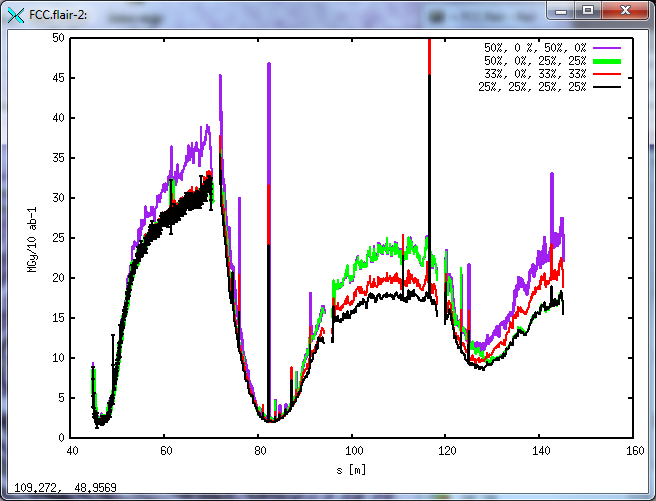 FCC.flair-2:
50
45
40
35
30
25
20
15
10
5
0
MGy/10 ab-1
50%, 0 %, 50%, 0%
50%, 0%, 25%, 25%
33%, 0%, 33%, 33%
25%, 25%, 25%, 25%
40 60 80 100 120 140 160
s [m]
109.272, 48.9569